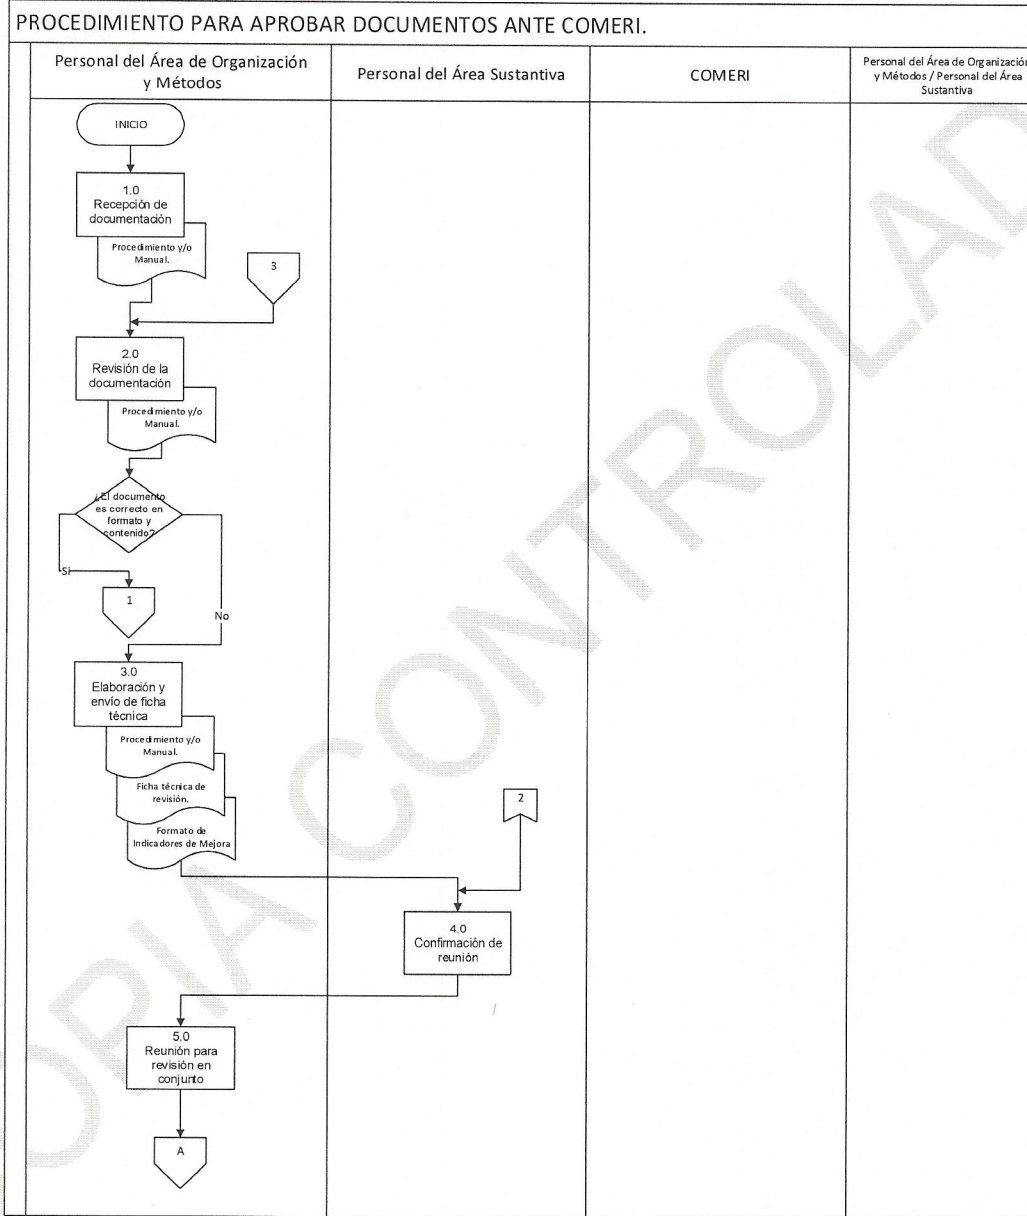 PROCEDIMIENTO PARA APROBAR DOCUMENTOS ANTE COMERI.
Personal del Área de Organización
y Métodos
Personal del Área Sustantiva
COMERI
Personal del Área de Organización
y Métodos / Personal del Área
Sustantiva
INICIO
1.0
Recepción de
documentación
Procedimiento y/o
Manual.
3
2.0
Revisión de la
documentación
Procedimiento y/o
Manual.
¿El documento
es correcto en
formato y
contenido?
Si
1
No
3.0
Elaboración y
envío de ficha
técnica
Procedimiento y/o
Manual.
Ficha técnica de
revisión.
Formato de
Indicadores de Mejora
2
4.0
Confirmación de
reunión
5.0
Reunión para
revisión en
conjunto
A
ORIA CONTROLAD